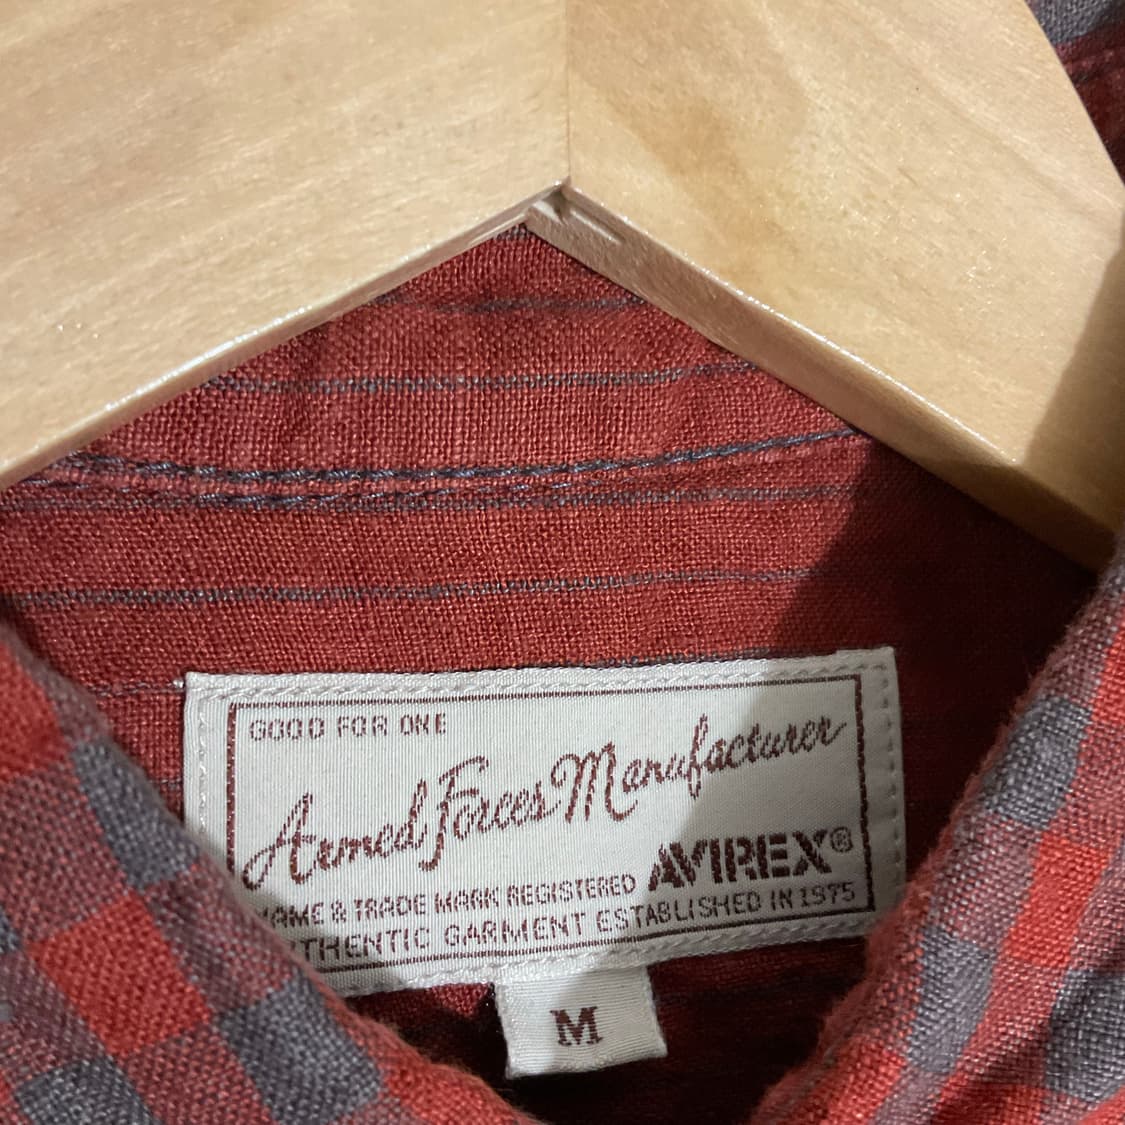 GOOD FOR ONE
Armed Forces Manufacturer
AVIREX®
NAME & TRADE MARK REGISTERED
AUTHENTIC GARMENT ESTABLISHED IN 1975
M